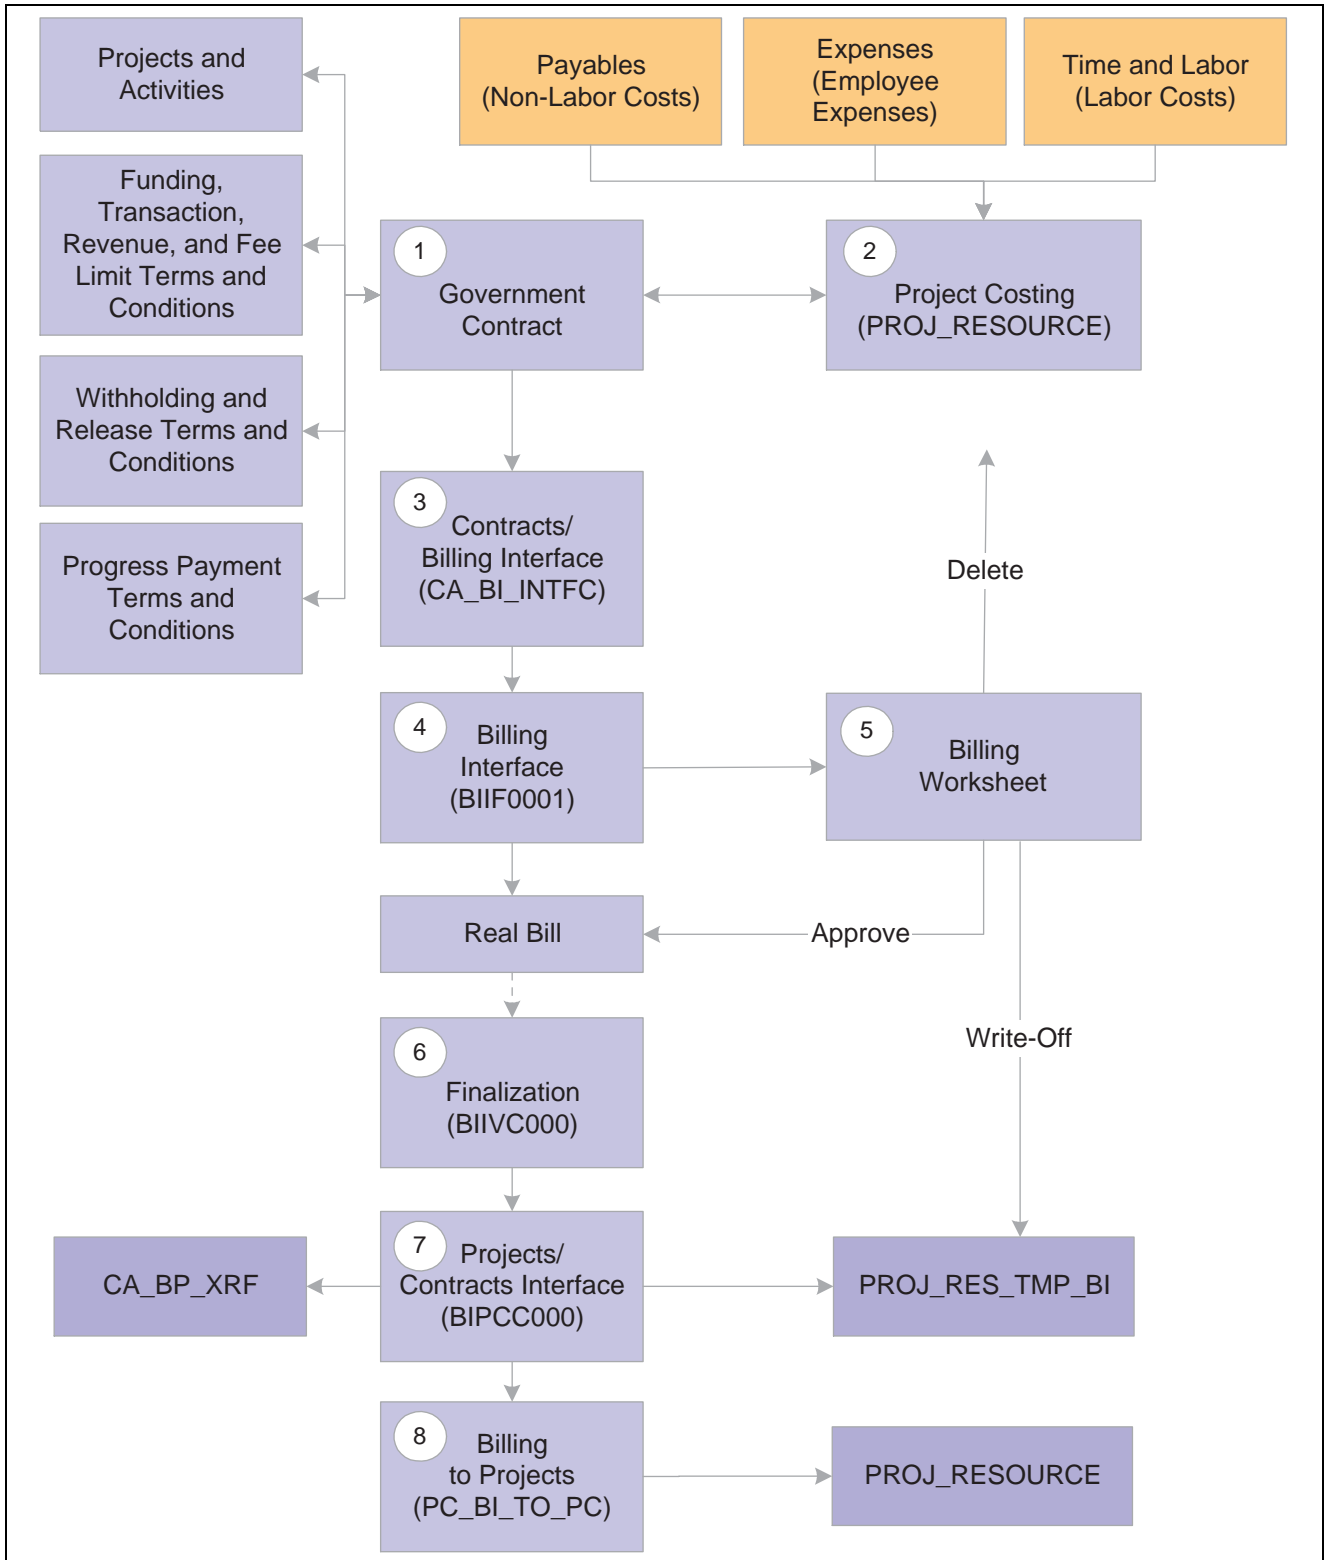 Projects and
Activities
Payables
(Non-Labor Costs)
Expenses
(Employee
Expenses)
Time and Labor
(Labor Costs)
Funding,
Transaction,
Revenue, and Fee
Limit Terms and
Conditions
1
Government
Contract
2
Project Costing
(PROJ_RESOURCE)
Withholding and
Release Terms and
Conditions
3
Contracts/
Billing Interface
(CA_BI_INTFC)
Progress Payment
Terms and
Conditions
Delete
4
Billing
Interface
(BIIF0001)
5
Billing
Worksheet
Real Bill
Approve
6
Finalization
(BIIVC000)
Write-Off
CA_BP_XRF
7
Projects/
Contracts Interface
(BIPCC000)
PROJ_RES_TMP_BI
8
Billing
to Projects
(PC_BI_TO_PC)
PROJ_RESOURCE